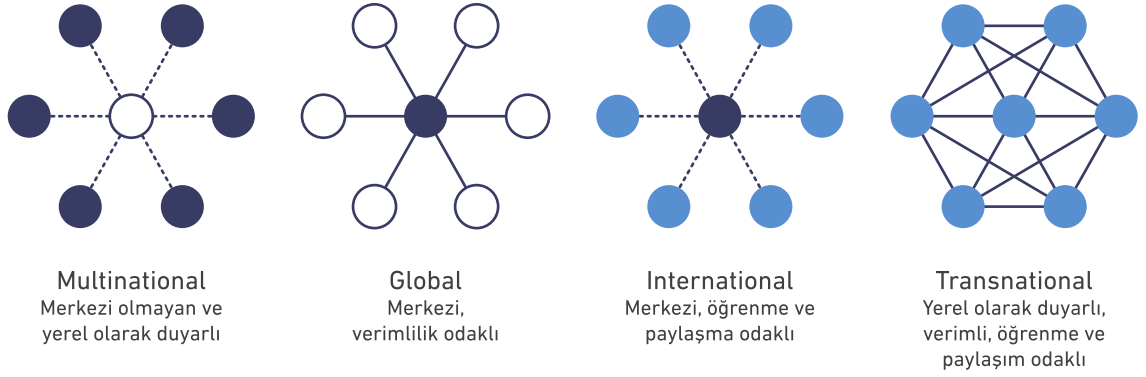 Multinational
Merkezi olmayan ve
yerel olarak duyarlı
Global
Merkezi,
verimlilik odaklı
International
Merkezi, öğrenme ve
paylaşma odaklı
Transnational
Yerel olarak duyarlı,
verimli, öğrenme ve
paylaşım odaklı